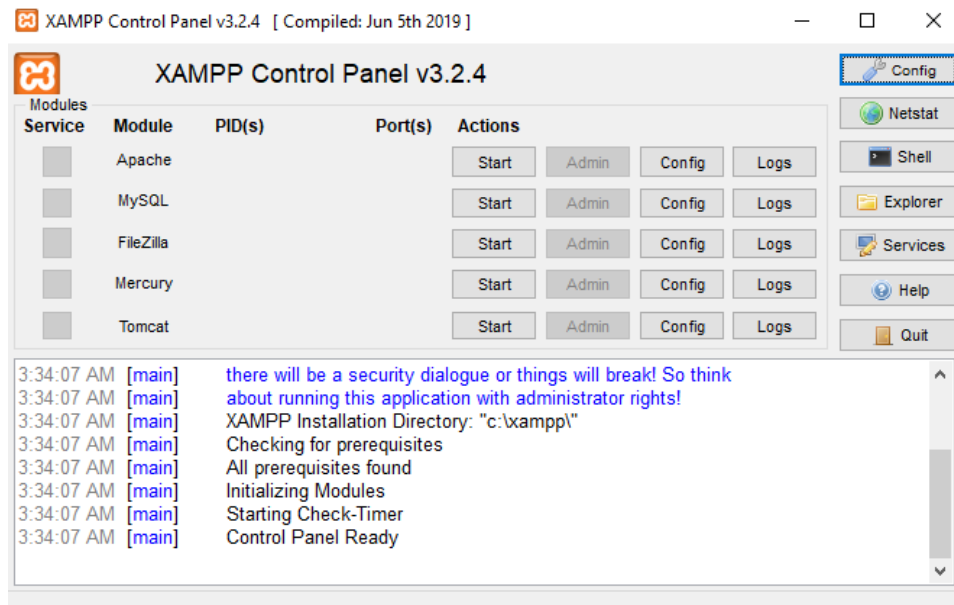 XAMPP Control Panel v3.2.4 [ Compiled: Jun 5th 2019 ]
XAMPP Control Panel v3.2.4
Config
Modules
Service Module PID(s) Port(s) Actions
Netstat
Apache Start Admin Config Logs
Shell
MySQL Start Admin Config Logs
Explorer
FileZilla Start Admin Config Logs
Services
Mercury Start Admin Config Logs
Help
Tomcat Start Admin Config Logs
Quit
3:34:07 AM [main] there will be a security dialogue or things will break! So think
3:34:07 AM [main] about running this application with administrator rights!
3:34:07 AM [main] XAMPP Installation Directory: "c:\xampp\"
3:34:07 AM [main] Checking for prerequisites
3:34:07 AM [main] All prerequisites found
3:34:07 AM [main] Initializing Modules
3:34:07 AM [main] Starting Check-Timer
3:34:07 AM [main] Control Panel Ready